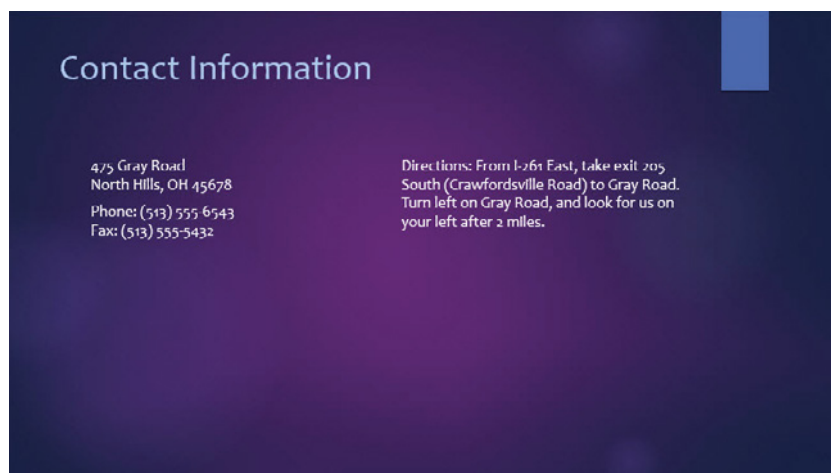 Contact Information
475 Gray Road
North Hills, OH 45678
Phone: (513) 555-6543
Fax: (513) 555-5432
Directions: From I-261 East, take exit 205
South (Crawfordsville Road) to Gray Road.
Turn left on Gray Road, and look for us on
your left after 2 miles.